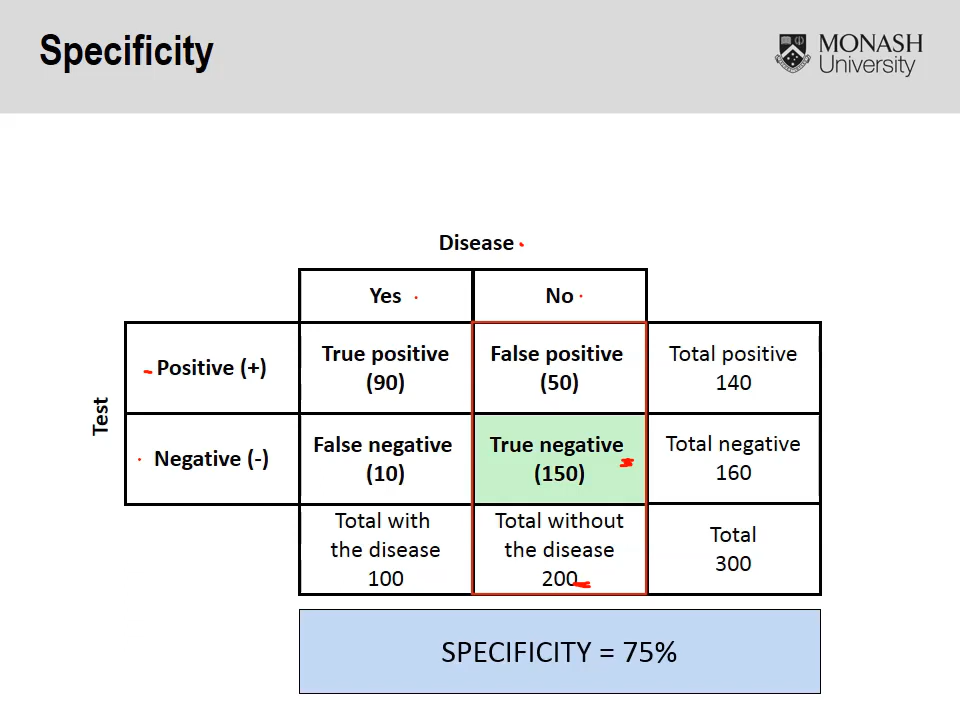 Specificity
MONASH
University
Disease
Yes
No
Test
Positive (+)
True positive
(90)
False positive
(50)
Total positive
140
Negative (-)
False negative
(10)
True negative
(150)
Total negative
160
Total with
the disease
100
Total without
the disease
200
Total
300
SPECIFICITY = 75%